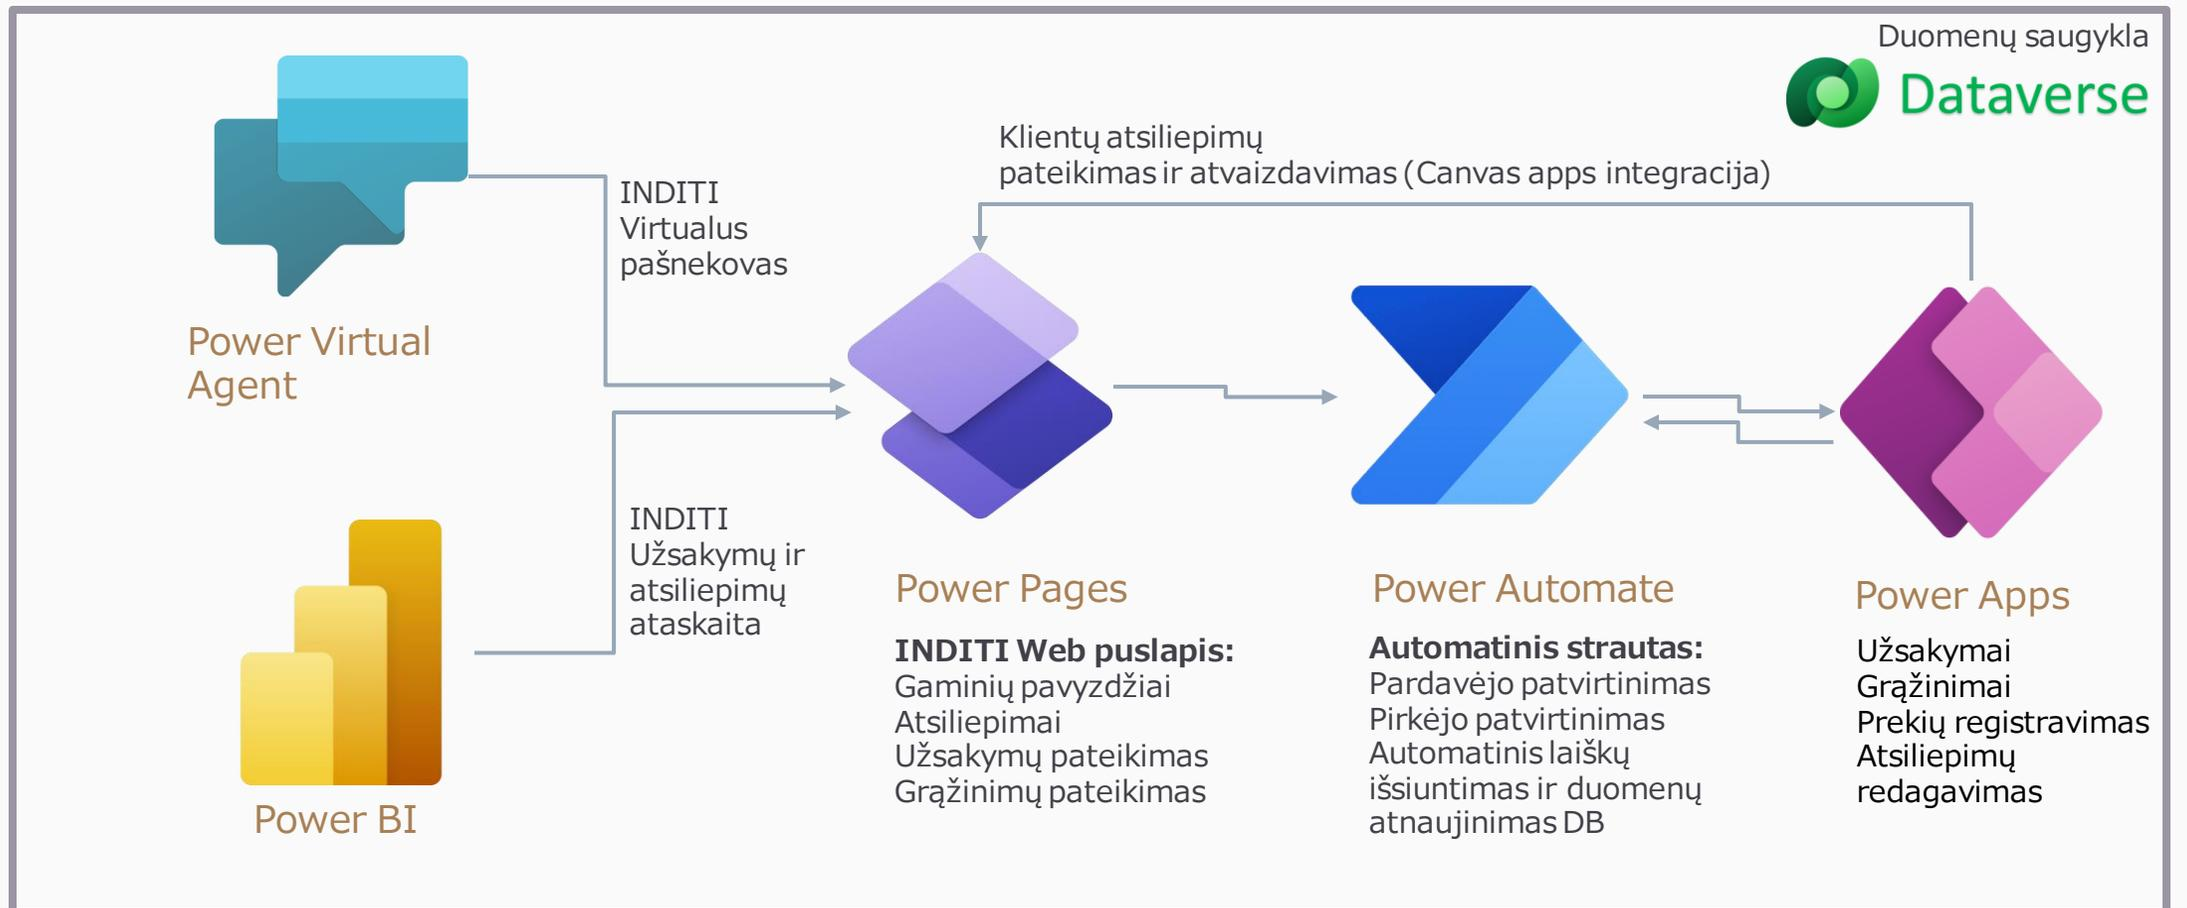 Duomenų saugykla
Dataverse
Klientų atsiliepimų
pateikimas ir atvaizdavimas (Canvas apps integracija)
INDITI
Virtualus
pašnekovas
Power Virtual
Agent
INDITI
Užsakymų ir
atsiliepimų
ataskaita
Power BI
Power Pages
INDITI Web puslapis:
Gaminių pavyzdžiai
Atsiliepimai
Užsakymų pateikimas
Grąžinimų pateikimas
Power Automate
Automatinis strautas:
Pardavėjo patvirtinimas
Pirkėjo patvirtinimas
Automatinis laiškų
išsiuntimas ir duomenų
atnaujinimas DB
Power Apps
Užsakymai
Grąžinimai
Prekių registravimas
Atsiliepimų
redagavimas